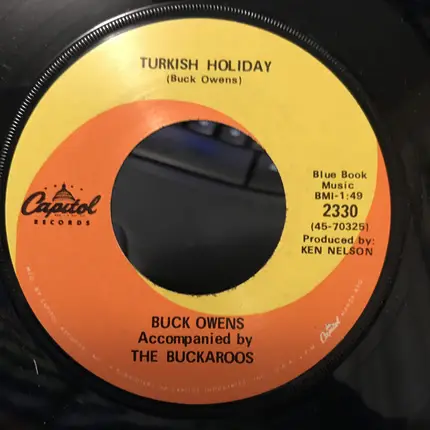 TURKISH HOLIDAY
(Buck Owens)
Capitol
RECORDS
Blue Book
Music
BMI-1:49
2330
(45-70325)
Produced by:
KEN NELSON
BUCK OWENS
Accompanied by
THE BUCKAROOS
Capitol